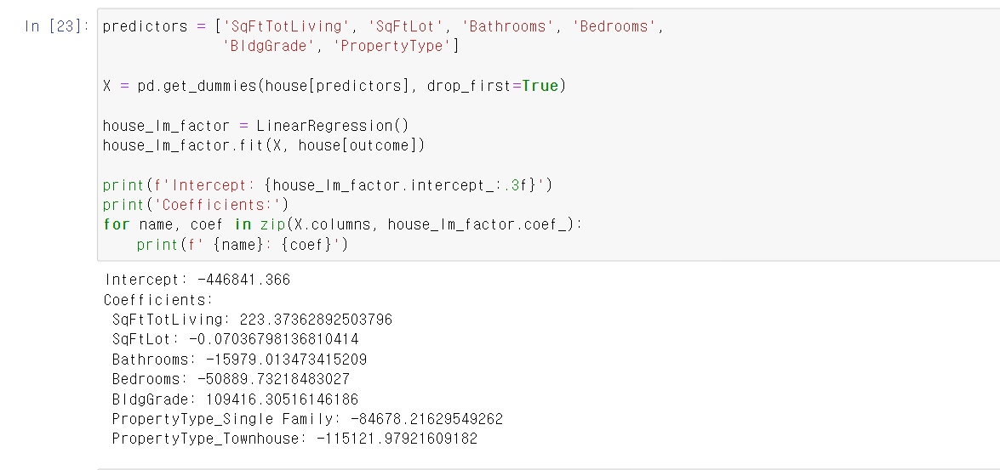 In [23]: predictors = ['SqFtTotLiving', 'SqFtLot', 'Bathrooms', 'Bedrooms',
'BldgGrade', 'PropertyType']
X = pd.get_dummies(house[predictors], drop_first=True)
house_lm_factor = LinearRegression()
house_lm_factor.fit(X, house[outcome])
print(f'Intercept: {house_lm_factor.intercept_:.3f}')
print('Coefficients:')
for name, coef in zip(X.columns, house_lm_factor.coef_):
print(f' {name}: {coef}')
Intercept: -446841.366
Coefficients:
SqFtTotLiving: 223.37362892503796
SqFtLot: -0.07036798136810414
Bathrooms: -15979.013473415209
Bedrooms: -50889.73218483027
BldgGrade: 109416.30516146186
PropertyType_Single Family: -84678.21629549262
PropertyType_Townhouse: -115121.97921609182